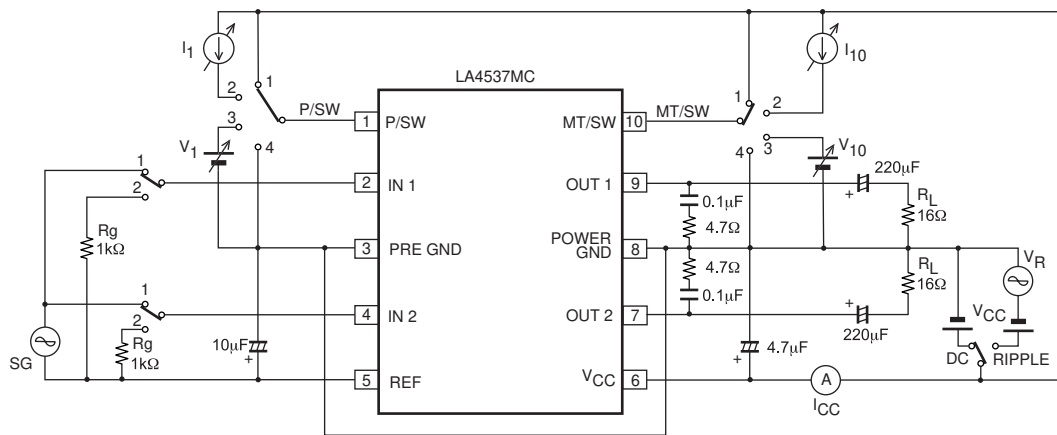 LA4537MC
I1
1
2
3
4
P/SW
V1
1
2
Rg
1kΩ
1
2
Rg
1kΩ
SG
10μF
+
1 P/SW
2 IN 1
3 PRE GND
4 IN 2
5 REF
MT/SW 10
OUT 1 9
POWER
GND 8
OUT 2 7
VCC 6
MT/SW
1
2
3
4
I10
V10
220μF
+
0.1μF
4.7Ω
RL
16Ω
4.7Ω
0.1μF
RL
16Ω
+
220μF
4.7μF
+
A
ICC
VR
VCC
DC
RIPPLE